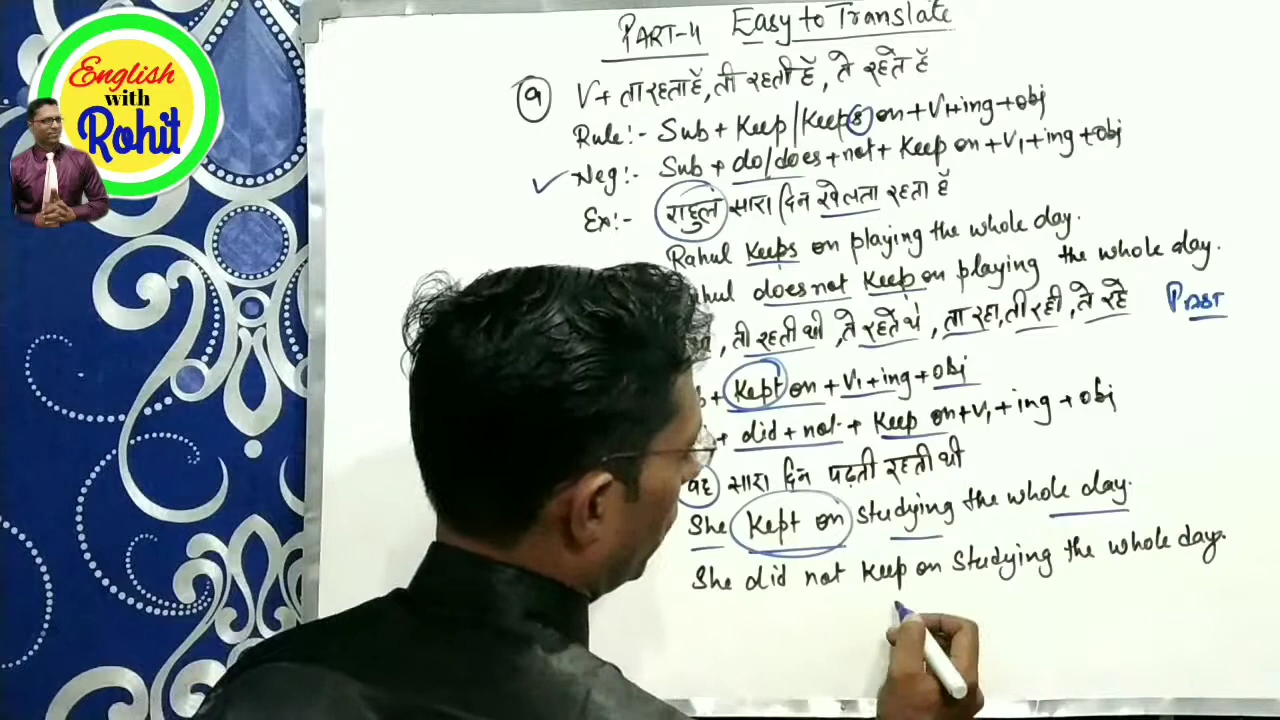 English
with
Rohit
PART-4 Easy to Translate
9 V+ ता रहता हैं, ती रहती हैं, ते रहते हैं
Rule:- Sub + Keep/Keeps on + V1+ing+obj
Neg:- Sub + do/does+not+ Keep on +V1+ing+obj
Ex:- राहुल सारा दिन खेलता रहता हैं
Rahul Keeps on playing the whole day.
does not Keep on playing the whole day.
, ती रहती थी, ते रहते थे, ता रहा, ती रही, ते रहे Past
+ Kept on + V1+ing+obj
+ did+not + Keep on+V1+ing+obj
वह सारा दिन पढ़ती रहती थी
She Kept on studying the whole day.
She did not Keep on studying the whole day.